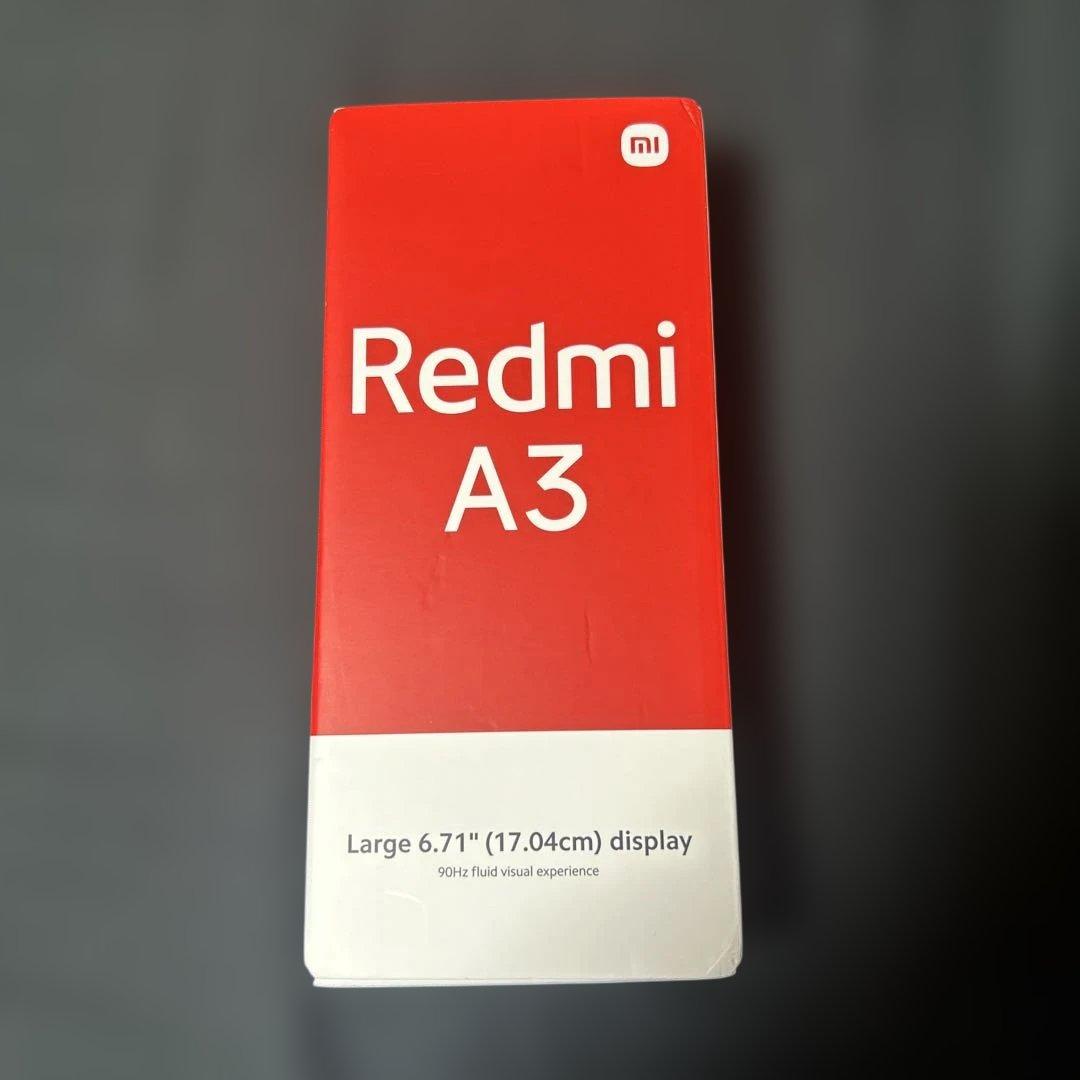 mi
Redmi
A3
Large 6.71" (17.04cm) display
90Hz fluid visual experience